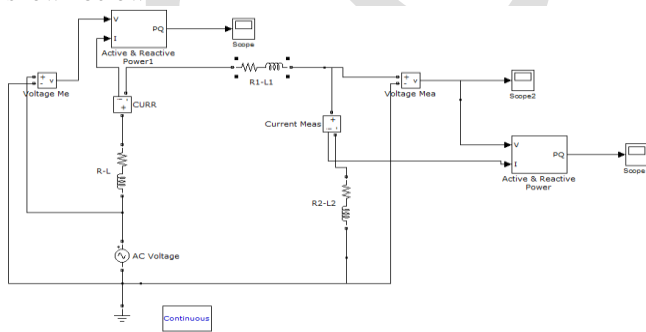 V
I
PQ
Active & Reactive
Power1
Scope
+
-
v
Voltage Me
- i
+
CURR
R1-L1
+
-
v
Voltage Mea
Scope2
Current Meas
+
- i
V
I
PQ
Active & Reactive
Power
Scope
R-L
R2-L2
+
AC Voltage
Continuous